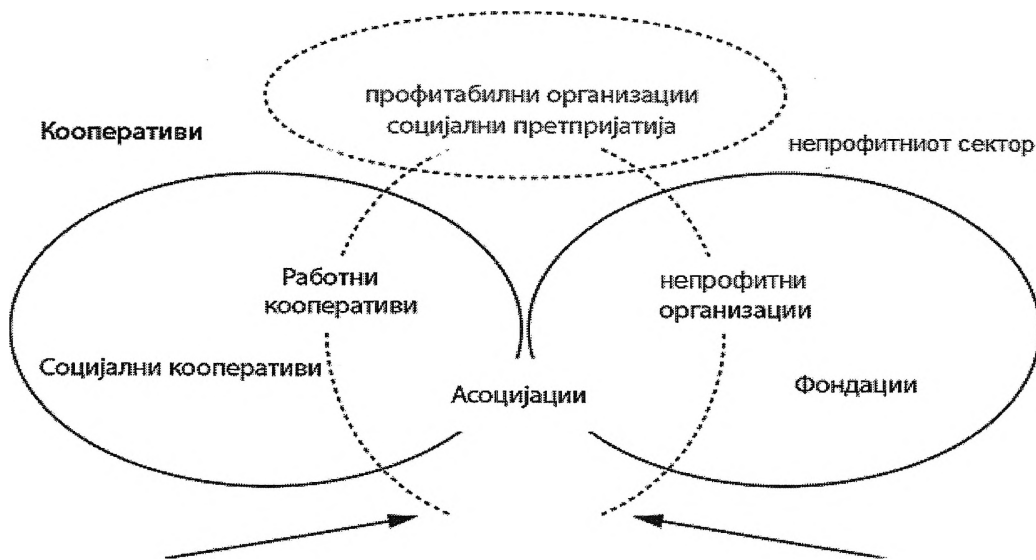 профитабилни организации
социјални претпријатија
Кооперативи
непрофитниот сектор
Работни
кооперативи
непрофитни
организации
Социјални кооперативи
Асоцијации
Фондации